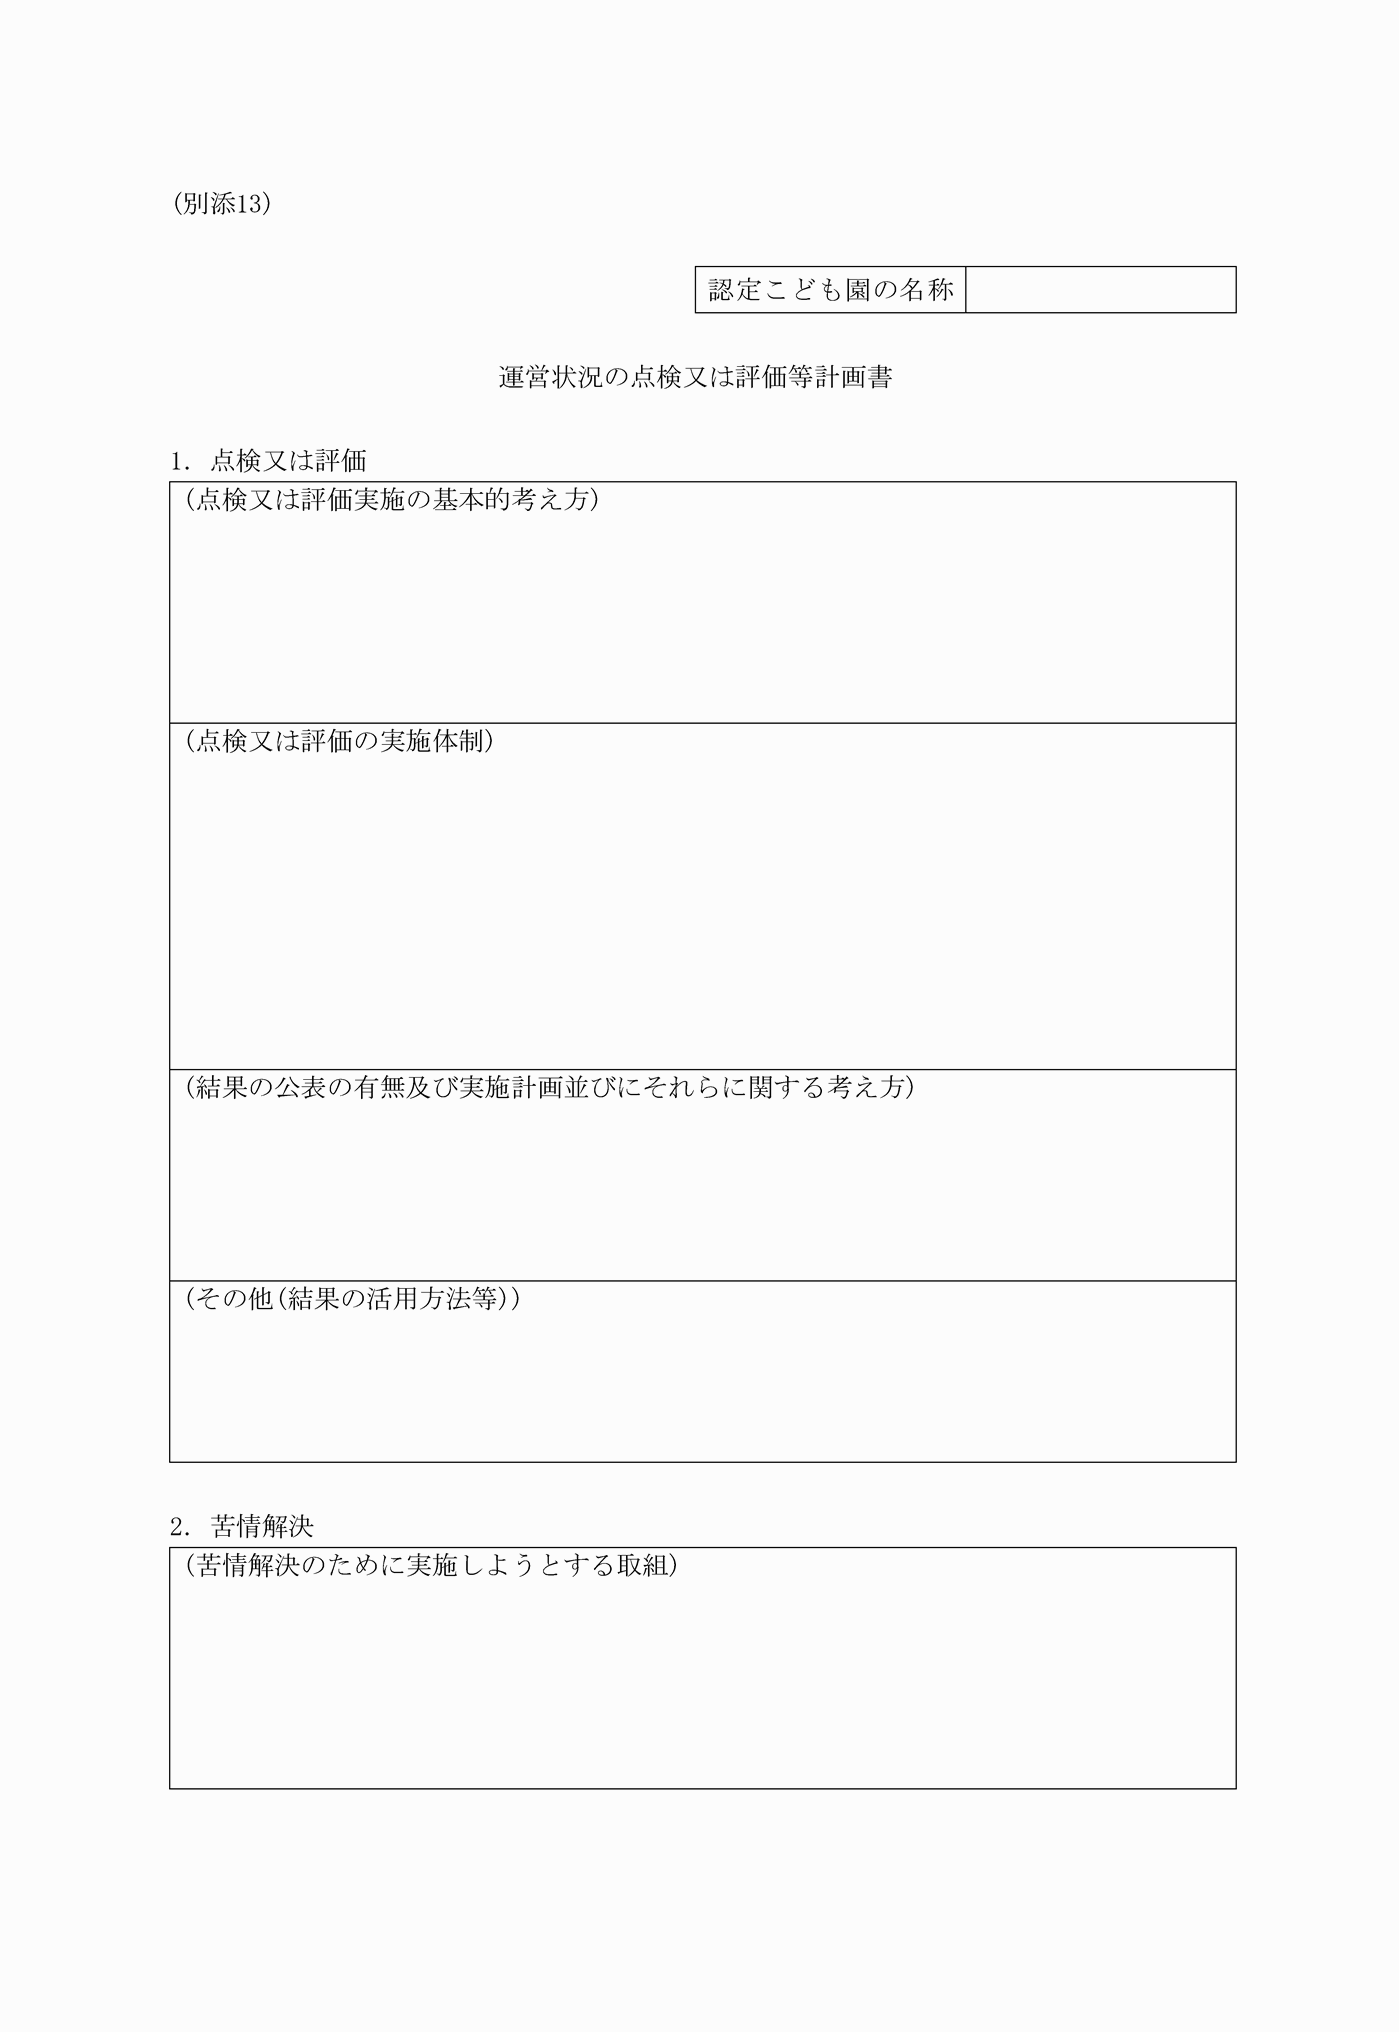 (別添13)
認定こども園の名称
運営状況の点検又は評価等計画書
1. 点検又は評価
(点検又は評価実施の基本的考え方)
(点検又は評価の実施体制)
(結果の公表の有無及び実施計画並びにそれらに関する考え方)
(その他(結果の活用方法等))
2. 苦情解決
(苦情解決のために実施しようとする取組)